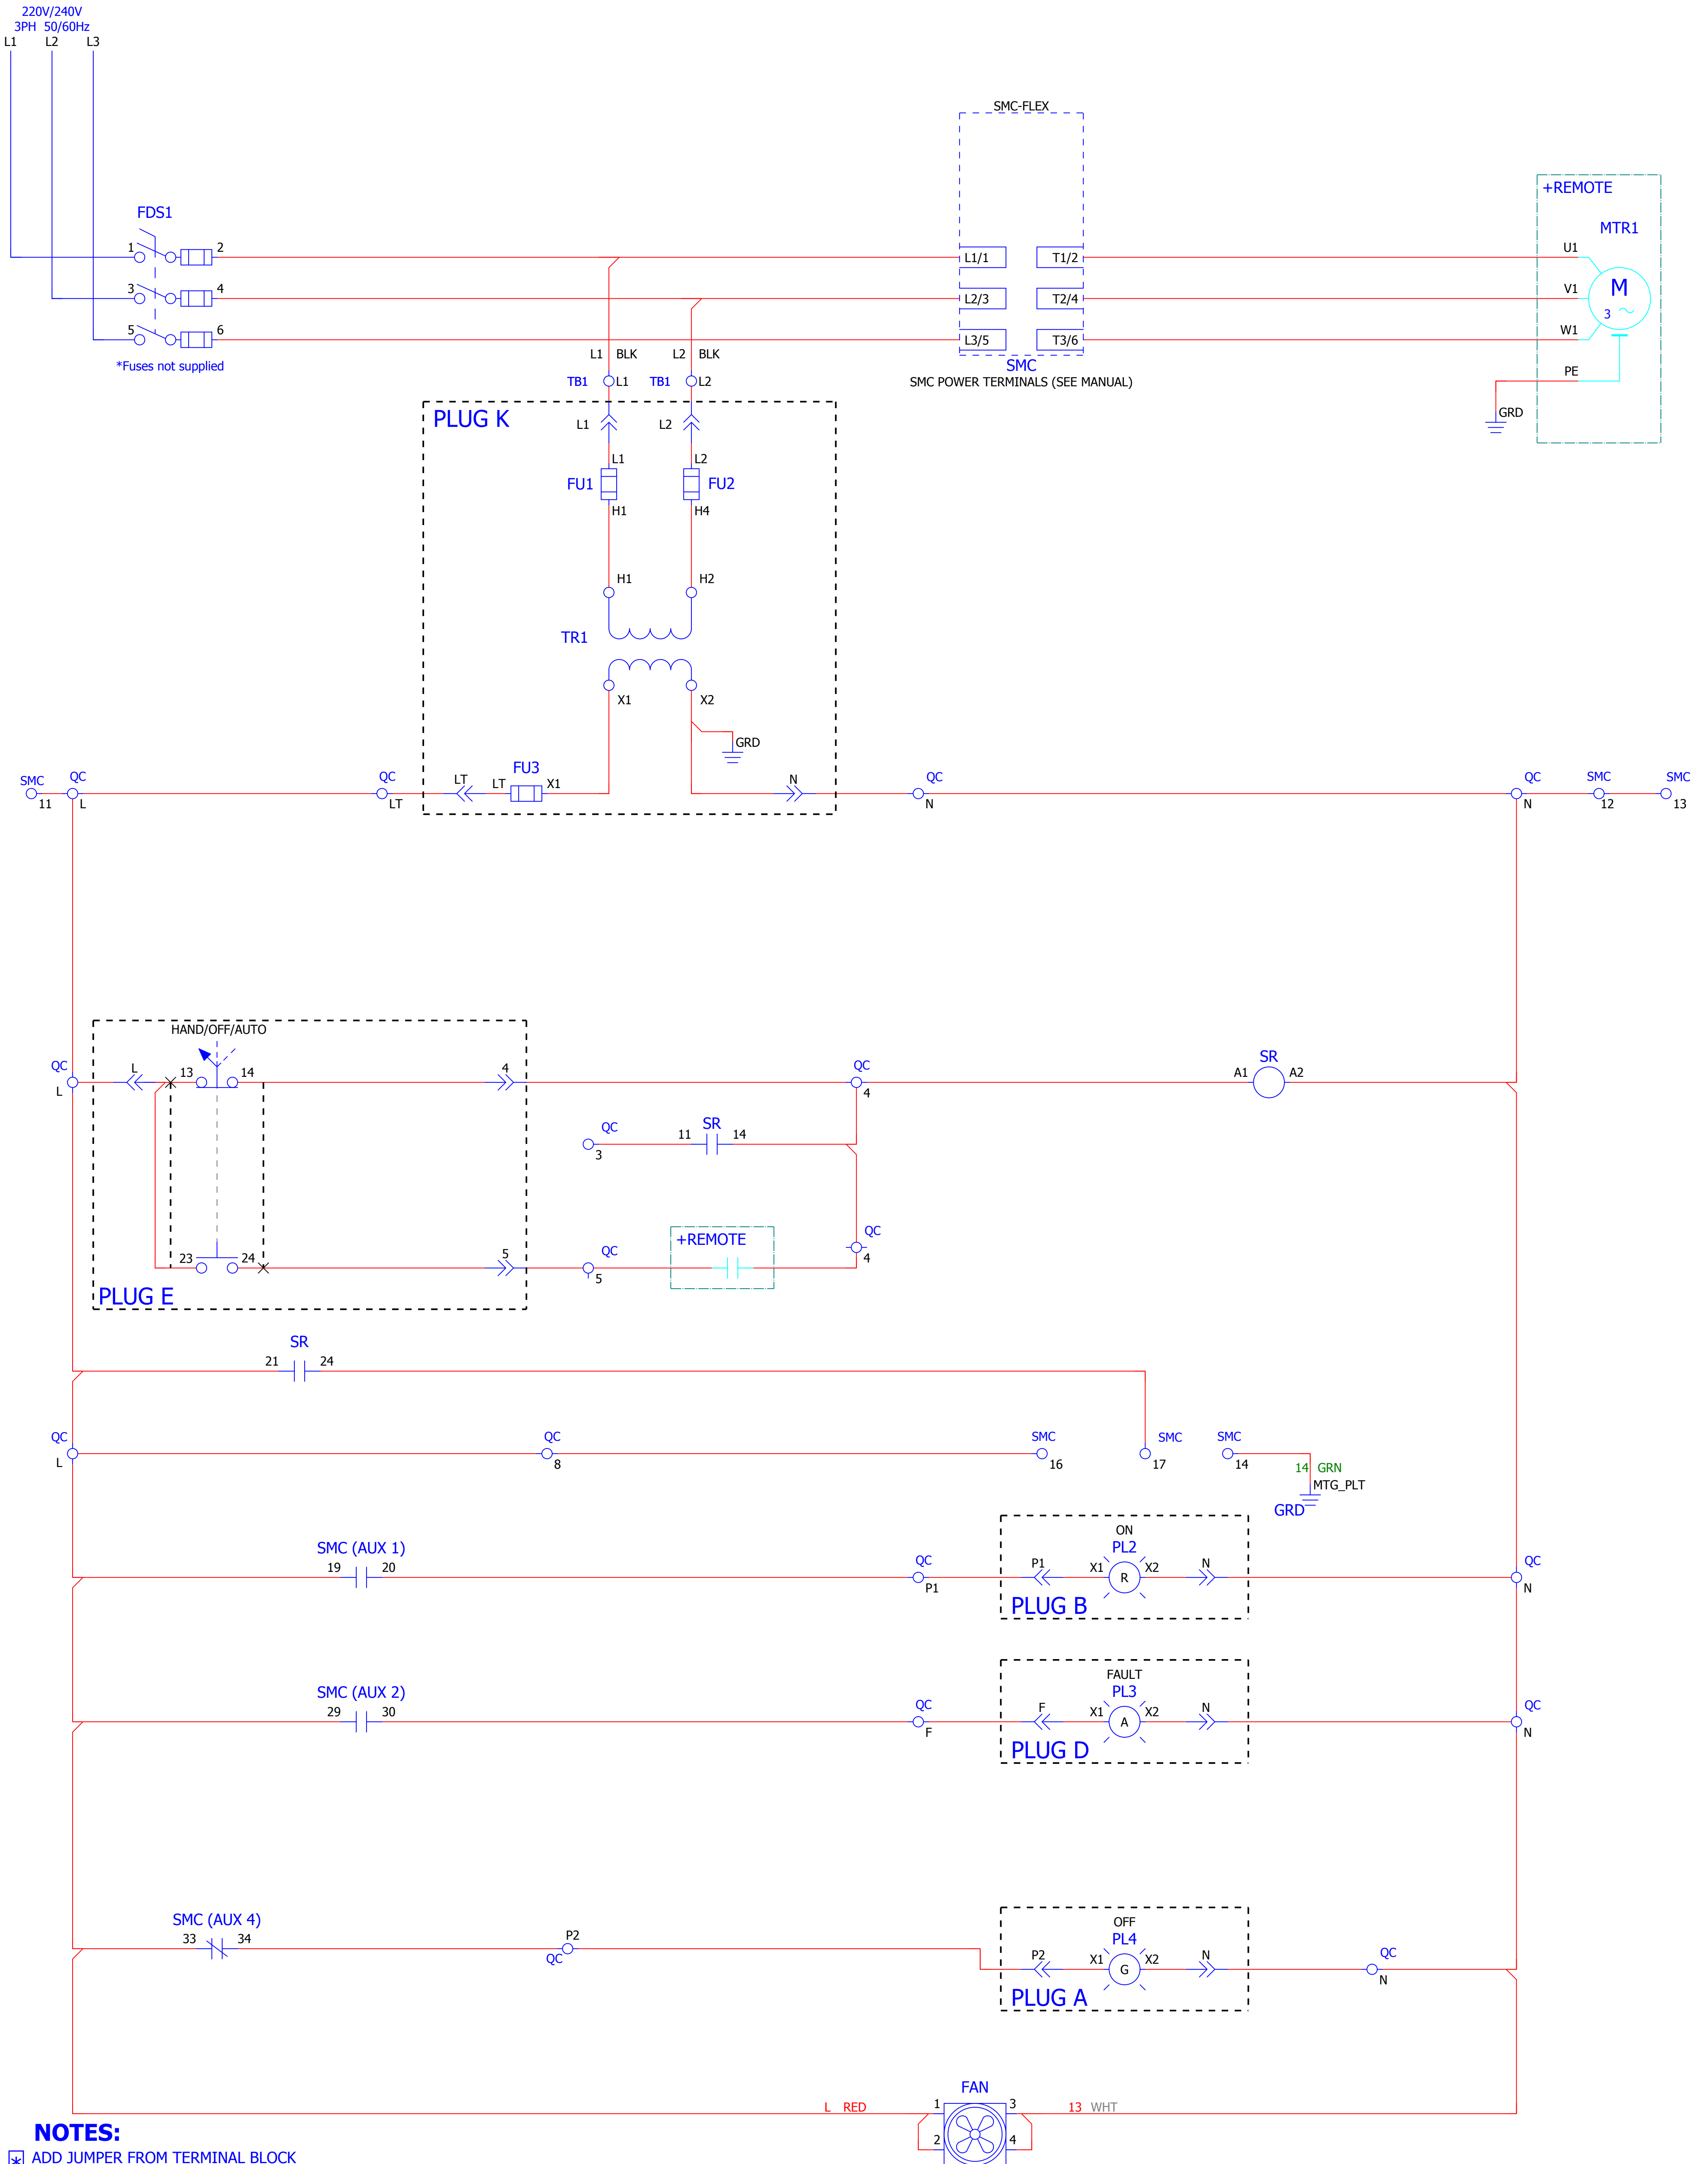 220V/240V
3PH 50/60Hz
L1 L2 L3
SMC-FLEX
+REMOTE
FDS1
MTR1
1 2 L1/1 T1/2 U1
3 4 L2/3 T2/4 V1 M
3
5 6 L3/5 T3/6 W1
*Fuses not supplied
L1 BLK L2 BLK
SMC
PE
TB1 L1 TB1 L2
SMC POWER TERMINALS (SEE MANUAL)
GRD
PLUG K
L1 L2
L1 L2
FU1 FU2
H1 H4
H1 H2
TR1
X1 X2
GRD
SMC QC QC LT LT FU3 X1 N QC QC SMC SMC
11 L LT N N 12 13
HAND/OFF/AUTO
QC L 13 14 4 QC SR
A1 A2
L 4
QC 11 SR 14
3
QC
+REMOTE
4
23 24 5 QC
5
PLUG E
SR
21 24
QC QC SMC SMC SMC
L 8 16 17 14
14 GRN
MTG_PLT
GRD
ON
SMC (AUX 1) PL2
19 20 QC P1 X1 X2 N QC
R
P1 N
PLUG B
FAULT
SMC (AUX 2) PL3
29 30 QC F X1 X2 N QC
A
F N
PLUG D
SMC (AUX 4) OFF
33 34 P2 PL4
QC P2 X1 X2 N QC
G
N
PLUG A
FAN
L RED 1 3 13 WHT
2 4
NOTES:
* ADD JUMPER FROM TERMINAL BLOCK